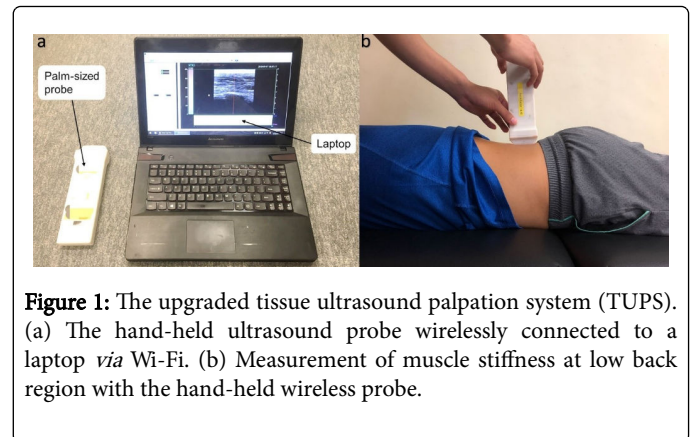 a
b
Palm-sized
probe
Laptop
Figure 1: The upgraded tissue ultrasound palpation system (TUPS).
(a) The hand-held ultrasound probe wirelessly connected to a
laptop via Wi-Fi. (b) Measurement of muscle stiffness at low back
region with the hand-held wireless probe.